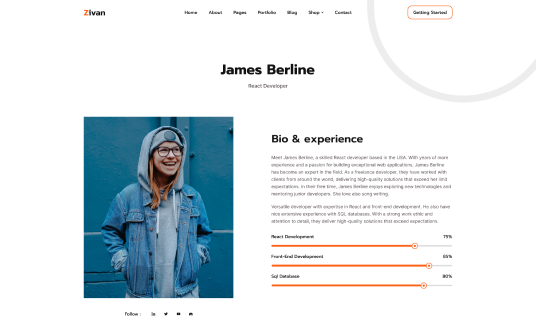 Zivan
Home About Pages Portfolio Blog Shop Contact
Getting Started
James Berline
React Developer
Bio & experience
Meet James Berline, a skilled React developer based in the USA. With years of more
experience and a passion for building exceptional web applications, James Berline
has become an expert in the field. As a freelance developer, they have worked with
clients from around the world, delivering high-quality solutions that exceed her limit
expectations. In their free time, James Berline enjoys exploring new technologies and
mentoring junior developers. She loves also song writing.
Versatile developer with expertise in React and front-end development. Ha also have
nice extensive experience with SQL databases. With a strong work ethic and
attention to detail, they deliver high-quality solutions that exceed expectations.
React Development 75%
Front-End Development 85%
Sql Database 80%
Follow :